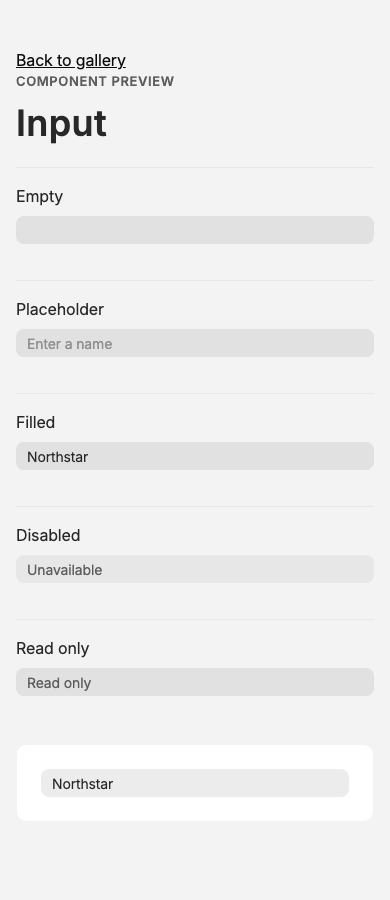 Back to gallery
COMPONENT PREVIEW
Input
Empty
Placeholder
Enter a name
Filled
Northstar
Disabled
Unavailable
Read only
Read only
Northstar